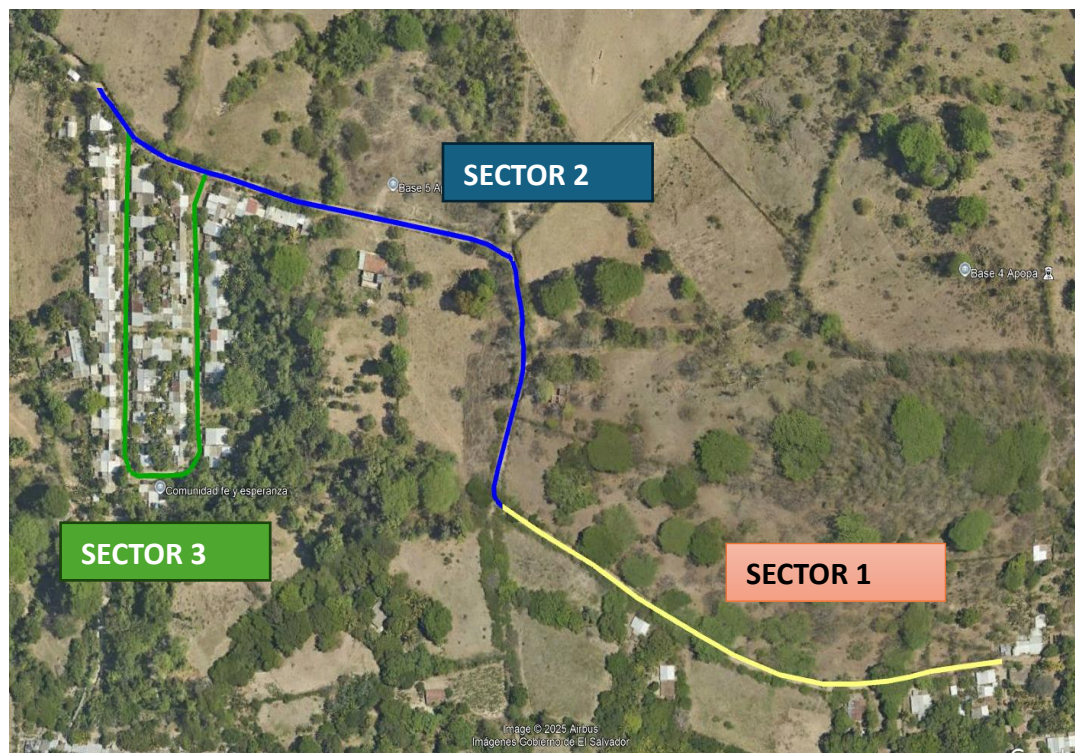 SECTOR 2
Base 5 A
Base 4 Apopa
Comunidad fe y esperanza
SECTOR 3
SECTOR 1
Image © 2025 Airbus
Imágenes Gobierno de El Salvador